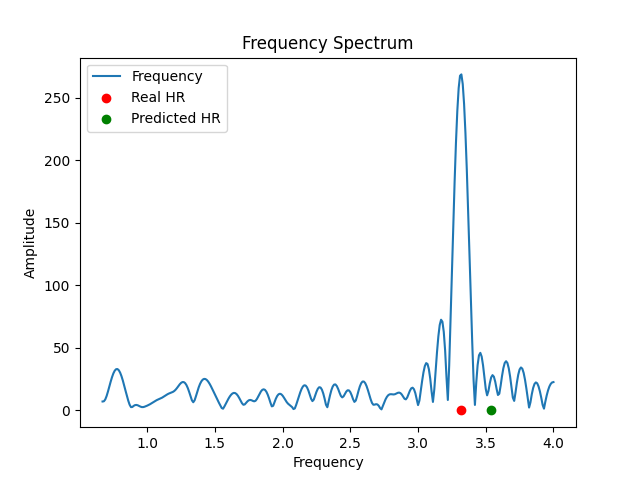 Frequency Spectrum
Frequency
Real HR
Predicted HR
Amplitude
250
200
150
100
50
0
1.0 1.5 2.0 2.5 3.0 3.5 4.0
Frequency